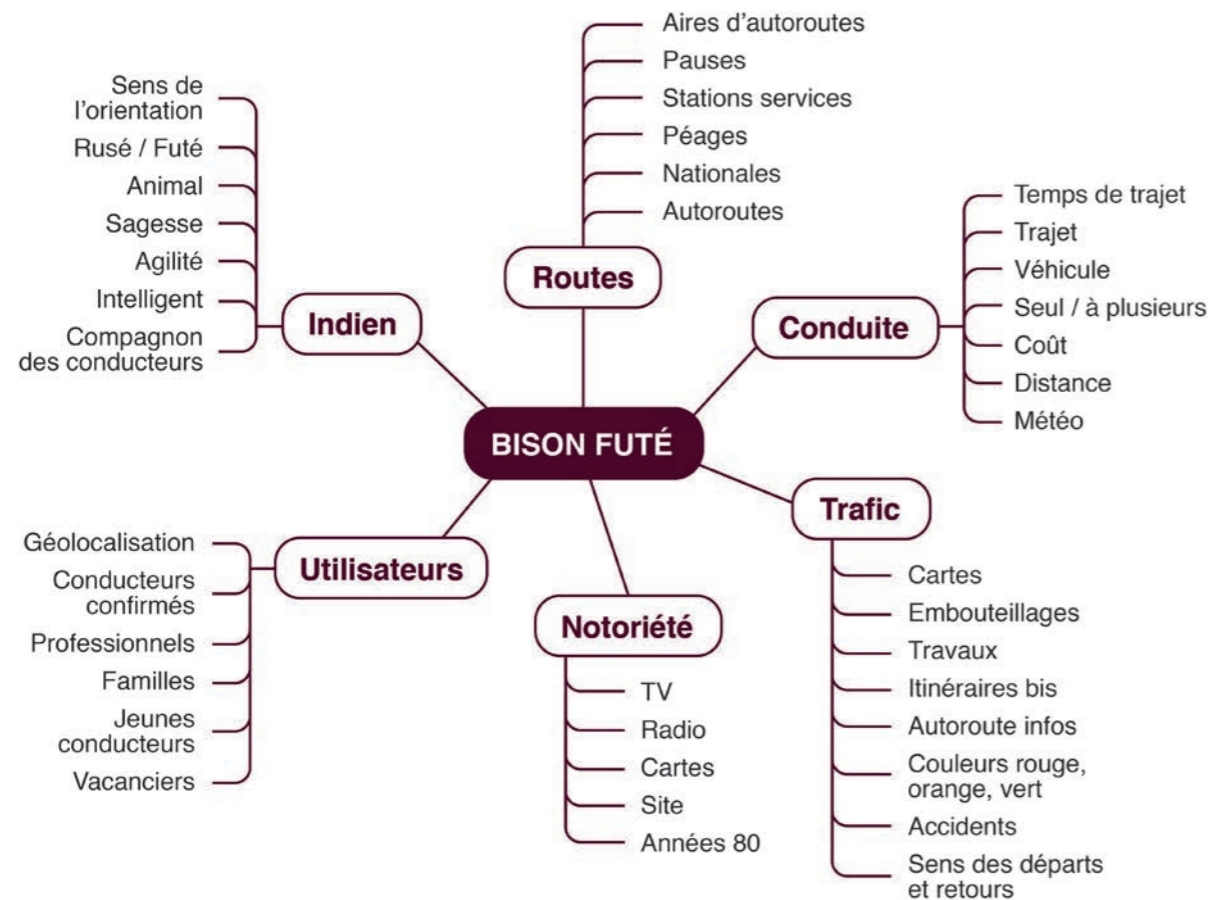 BISON FUTÉ
Routes
Aires d’autoroutes
Pauses
Stations services
Péages
Nationales
Autoroutes
Conduite
Temps de trajet
Trajet
Véhicule
Seul / à plusieurs
Coût
Distance
Météo
Trafic
Cartes
Embouteillages
Travaux
Itinéraires bis
Autoroute infos
Couleurs rouge,
orange, vert
Accidents
Sens des départs
et retours
Notoriété
TV
Radio
Cartes
Site
Années 80
Utilisateurs
Géolocalisation
Conducteurs
confirmés
Professionnels
Familles
Jeunes
conducteurs
Vacanciers
Indien
Sens de
l’orientation
Rusé / Futé
Animal
Sagesse
Agilité
Intelligent
Compagnon
des conducteurs